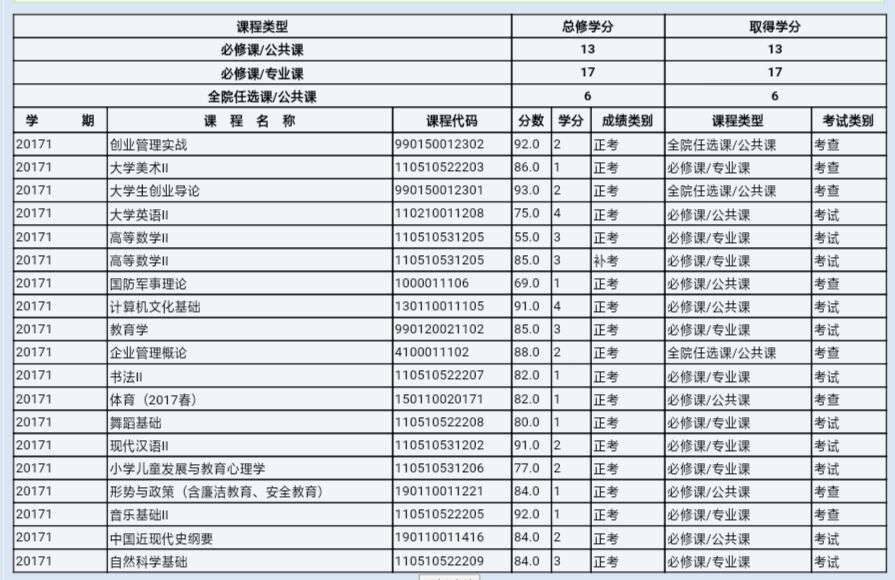 课程类型 总修学分 取得学分
必修课/公共课 13 13
必修课/专业课 17 17
全院任选课/公共课 6 6
学 期 课 程 名 称 课程代码 分数 学分 成绩类别 课程类型 考试类别
20171 创业管理实战 990150012302 92.0 2 正考 全院任选课/公共课 考查
20171 大学美术II 110510522203 86.0 1 正考 必修课/专业课 考查
20171 大学生创业导论 990150012301 93.0 2 正考 全院任选课/公共课 考查
20171 大学英语II 110210011208 75.0 4 正考 必修课/公共课 考试
20171 高等数学II 110510531205 55.0 3 正考 必修课/专业课 考试
20171 高等数学II 110510531205 85.0 3 补考 必修课/专业课 考试
20171 国防军事理论 1000011106 69.0 1 正考 必修课/公共课 考查
20171 计算机文化基础 130110011105 91.0 4 正考 必修课/公共课 考试
20171 教育学 990120021102 85.0 3 正考 必修课/专业课 考试
20171 企业管理概论 4100011102 88.0 2 正考 全院任选课/公共课 考查
20171 书法II 110510522207 82.0 1 正考 必修课/专业课 考试
20171 体育（2017春） 150110020171 82.0 1 正考 必修课/公共课 考查
20171 舞蹈基础 110510522208 80.0 1 正考 必修课/专业课 考试
20171 现代汉语II 110510531202 91.0 2 正考 必修课/专业课 考试
20171 小学儿童发展与教育心理学 110510531206 77.0 2 正考 必修课/专业课 考试
20171 形势与政策（含廉洁教育、安全教育） 190110011221 84.0 1 正考 必修课/公共课 考查
20171 音乐基础II 110510522205 92.0 1 正考 必修课/专业课 考查
20171 中国近现代史纲要 190110011416 84.0 2 正考 必修课/公共课 考试
20171 自然科学基础 110510522209 84.0 3 正考 必修课/专业课 考试